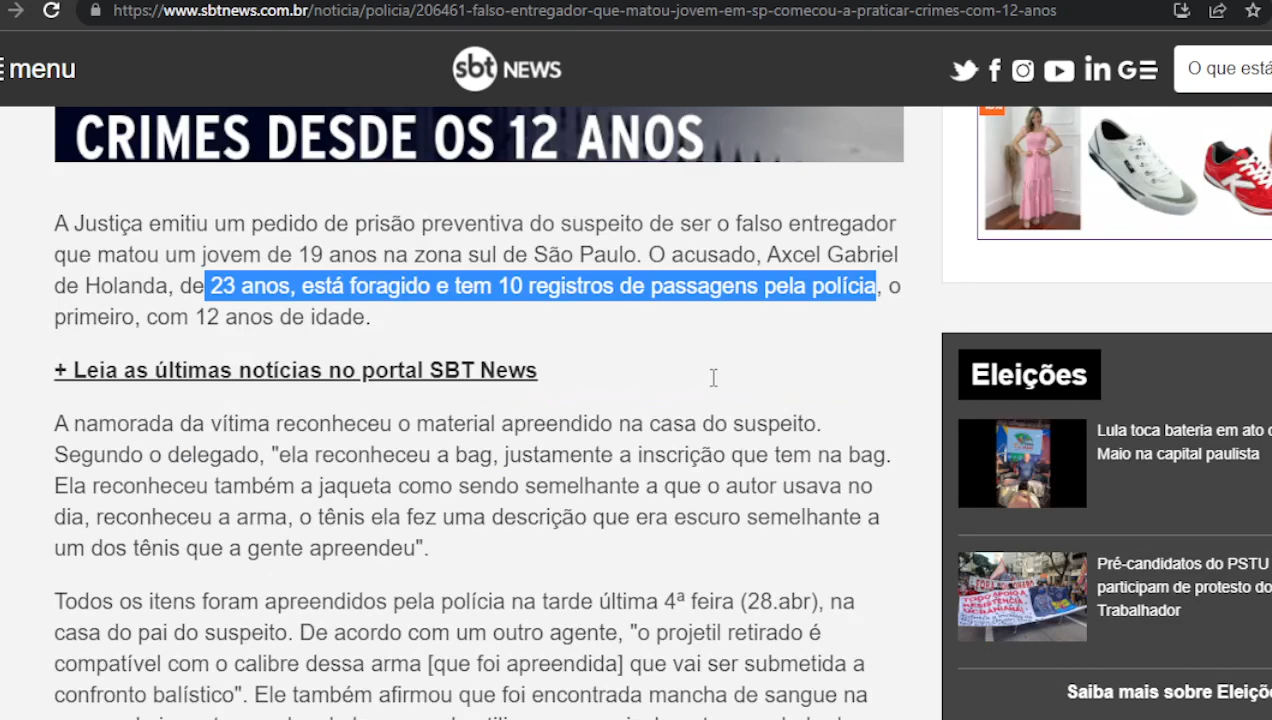 https://www.sbtnews.com.br/noticia/policia/206461-falso-entregador-que-matou-jovem-em-sp-comecou-a-praticar-crimes-com-12-anos
menu
sbt NEWS
in G
O que está
CRIMES DESDE OS 12 ANOS
A Justiça emitiu um pedido de prisão preventiva do suspeito de ser o falso entregador
que matou um jovem de 19 anos na zona sul de São Paulo. O acusado, Axcel Gabriel
de Holanda, de 23 anos, está foragido e tem 10 registros de passagens pela polícia, o
primeiro, com 12 anos de idade.
+ Leia as últimas notícias no portal SBT News
A namorada da vítima reconheceu o material apreendido na casa do suspeito.
Segundo o delegado, "ela reconheceu a bag, justamente a inscrição que tem na bag.
Ela reconheceu também a jaqueta como sendo semelhante a que o autor usava no
dia, reconheceu a arma, o tênis ela fez uma descrição que era escuro semelhante a
um dos tênis que a gente apreendeu".
Todos os itens foram apreendidos pela polícia na tarde última 4ª feira (28.abr), na
casa do pai do suspeito. De acordo com um outro agente, "o projetil retirado é
compatível com o calibre dessa arma [que foi apreendida] que vai ser submetida a
confronto balístico". Ele também afirmou que foi encontrada mancha de sangue na
Eleições
Lula toca bateria em ato
Maio na capital paulista
Pré-candidatos do PSTU
participam de protesto do
Trabalhador
Saiba mais sobre Eleiçõ